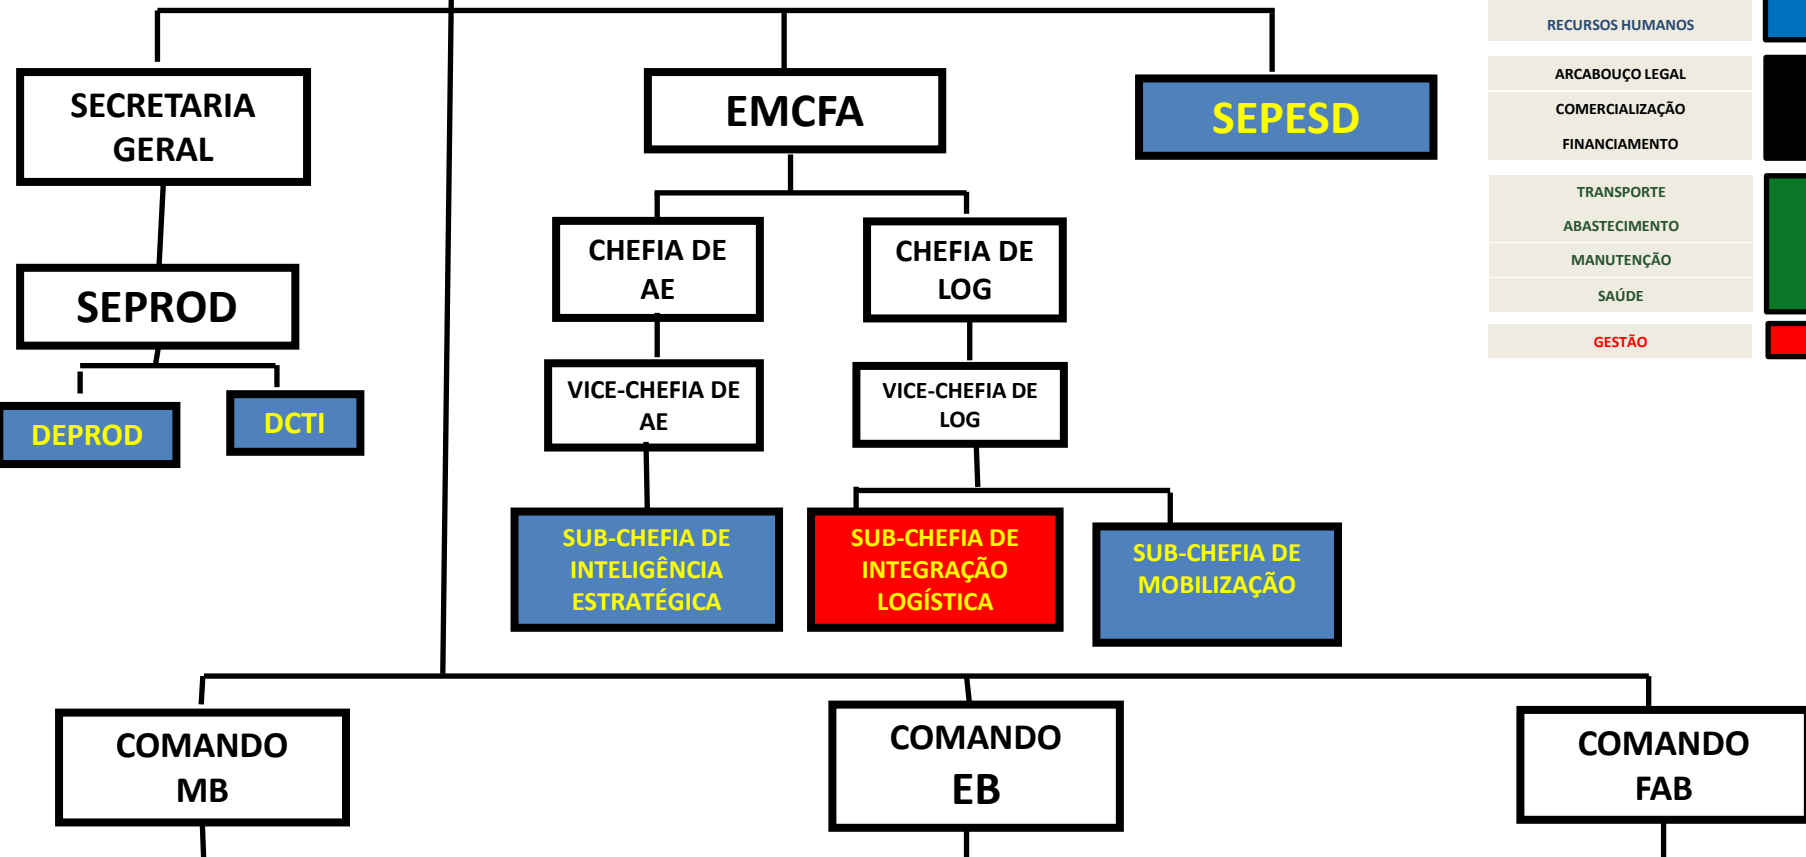 RECURSOS HUMANOS
ARCABOUÇO LEGAL
COMERCIALIZAÇÃO
FINANCIAMENTO
TRANSPORTE
ABASTECIMENTO
MANUTENÇÃO
SAÚDE
GESTÃO
SECRETARIA
GERAL
EMCFA
SEPESD
SEPROD
CHEFIA DE
AE
CHEFIA DE
LOG
DEPROD
DCTI
VICE-CHEFIA DE
AE
VICE-CHEFIA DE
LOG
SUB-CHEFIA DE
INTELIGÊNCIA
ESTRATÉGICA
SUB-CHEFIA DE
INTEGRAÇÃO
LOGÍSTICA
SUB-CHEFIA DE
MOBILIZAÇÃO
COMANDO
MB
COMANDO
EB
COMANDO
FAB